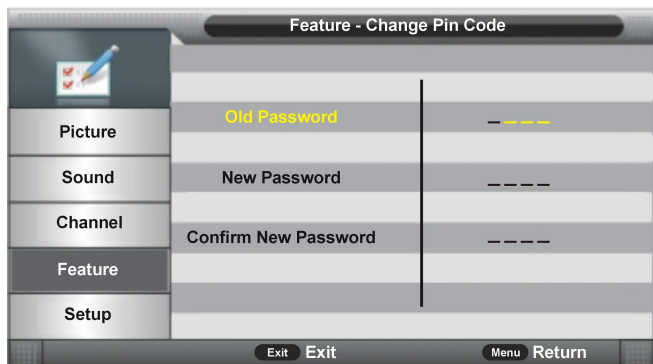 Feature - Change Pin Code
Picture
Sound
Channel
Feature
Setup
Old Password _ _ _ _
New Password _ _ _ _
Confirm New Password _ _ _ _
Exit Exit
Menu Return